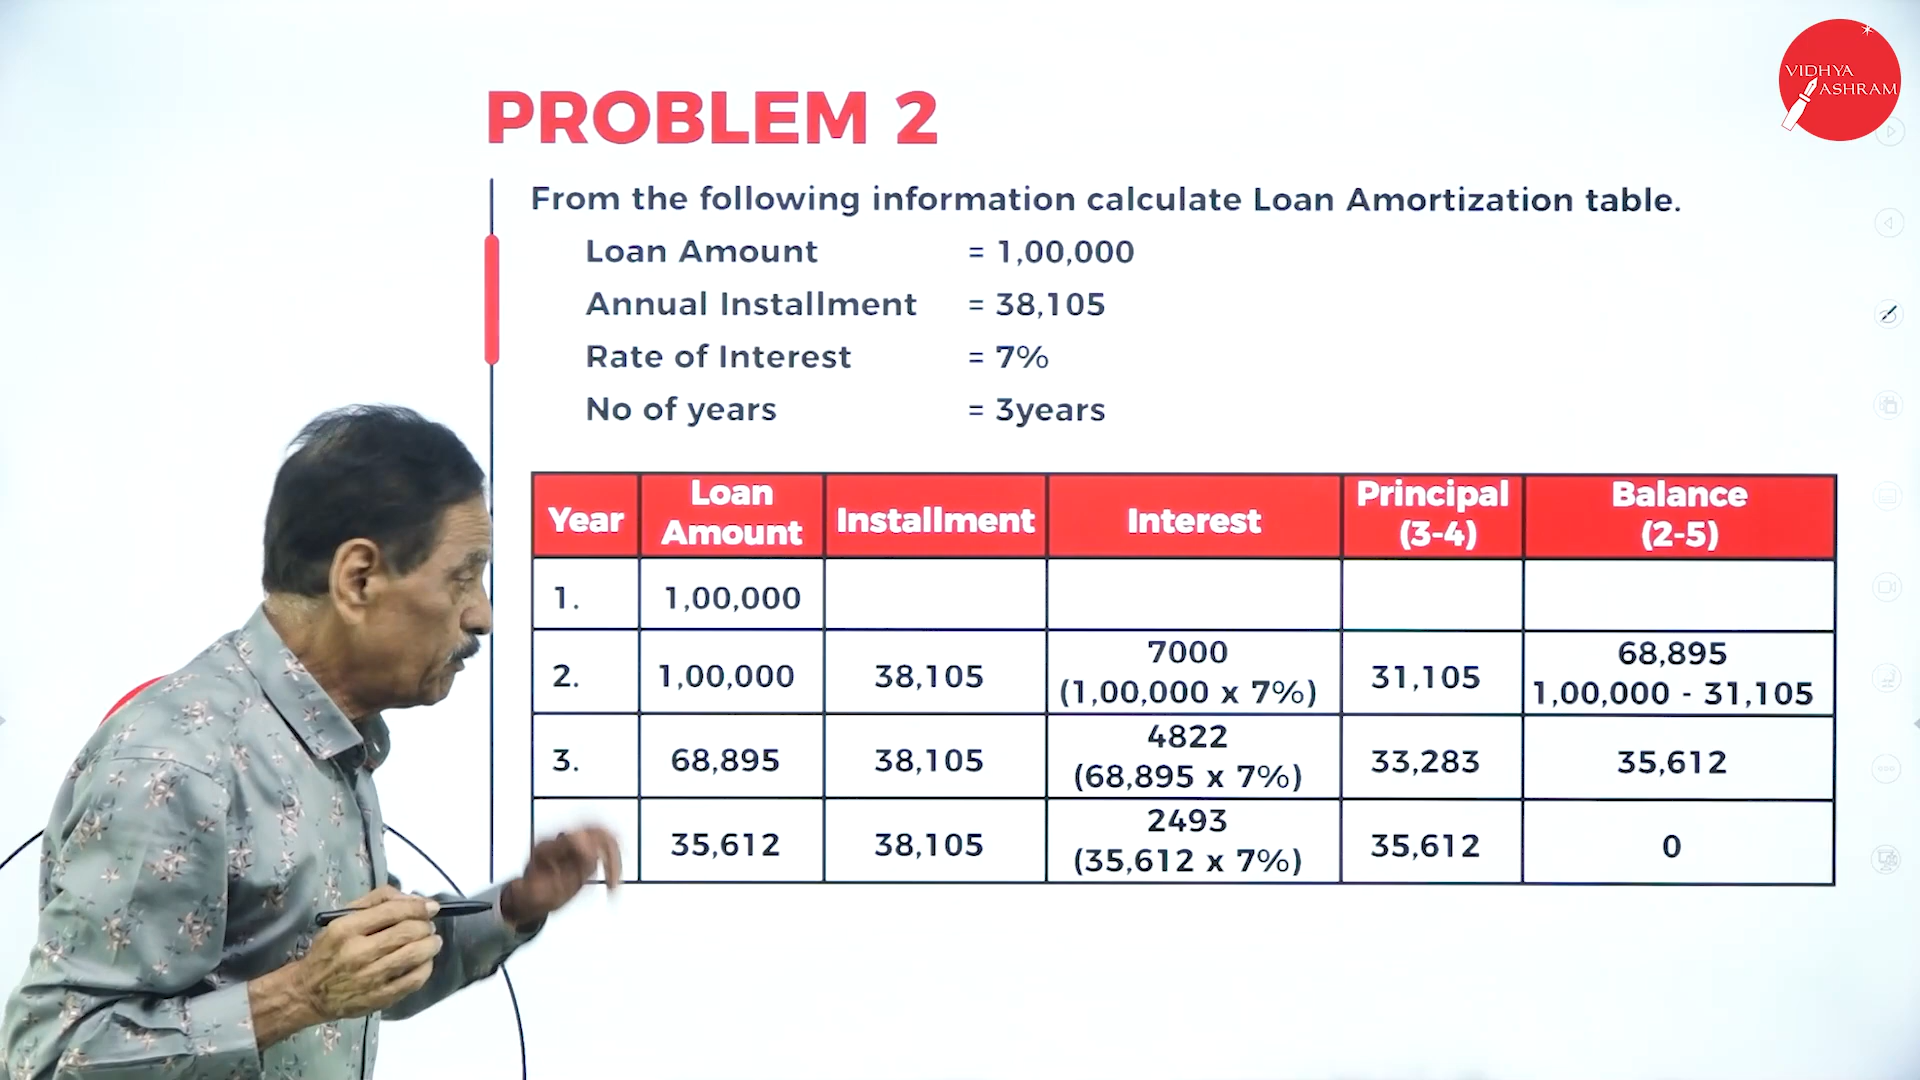 VIDHYA
ASHRAM
PROBLEM 2
From the following information calculate Loan Amortization table.
Loan Amount = 1,00,000
Annual Installment = 38,105
Rate of Interest = 7%
No of years = 3years
Year Loan Amount Installment Interest Principal (3-4) Balance (2-5)
1. 1,00,000
2. 1,00,000 38,105 7000 (1,00,000 x 7%) 31,105 68,895 1,00,000 - 31,105
3. 68,895 38,105 4822 (68,895 x 7%) 33,283 35,612
35,612 38,105 2493 (35,612 x 7%) 35,612 0